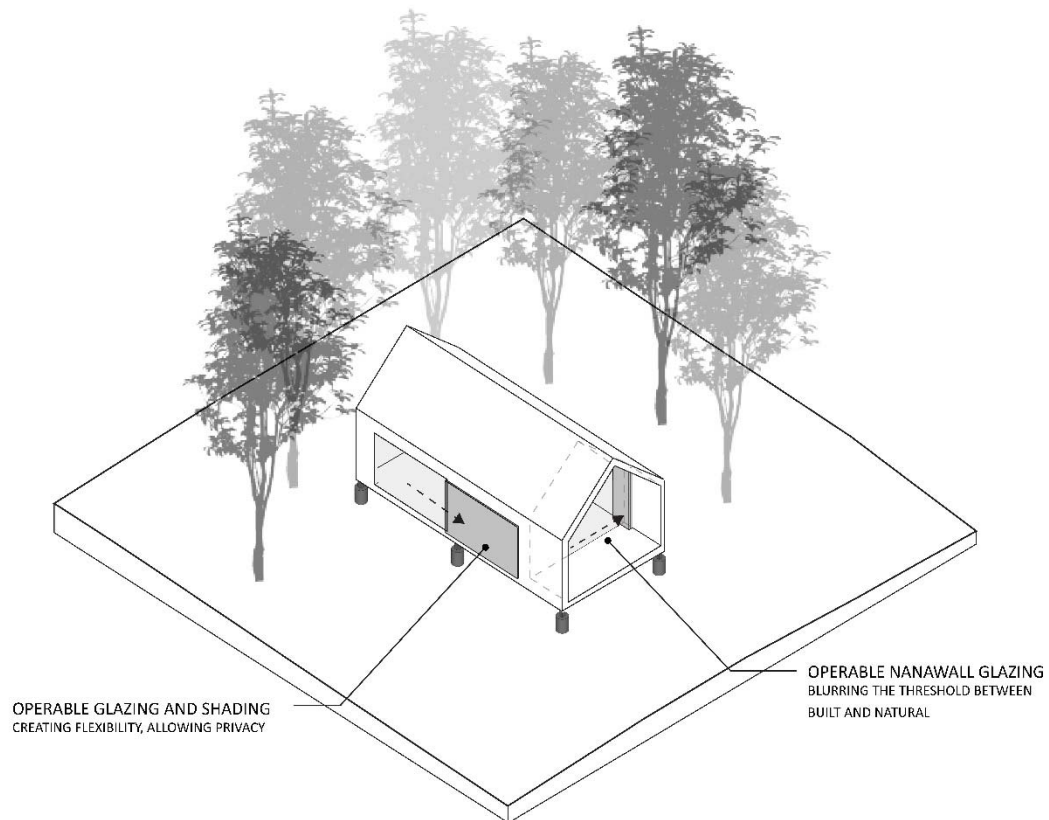 OPERABLE GLAZING AND SHADING
CREATING FLEXIBILITY, ALLOWING PRIVACY
OPERABLE NANAWALL GLAZING
BLURRING THE THRESHOLD BETWEEN
BUILT AND NATURAL